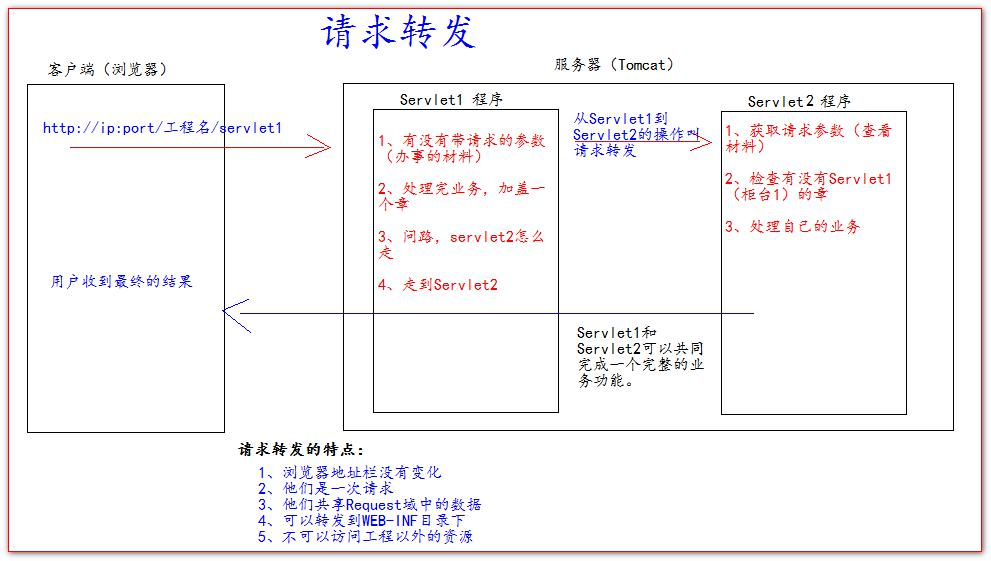 请求转发
客户端（浏览器）
服务器（Tomcat）
http://ip:port/工程名/servlet1
用户收到最终的结果
Servlet1 程序
1、有没有带请求的参数
（办事的材料）
2、处理完业务，加盖一
个章
3、问路，servlet2怎么
走
4、走到Servlet2
从Servlet1到
Servlet2的操作叫
请求转发
Servlet2 程序
1、获取请求参数（查看
材料）
2、检查有没有Servlet1
（柜台1）的章
3、处理自己的业务
Servlet1和
Servlet2可以共同
完成一个完整的业
务功能。
请求转发的特点：
1、浏览器地址栏没有变化
2、他们是一次请求
3、他们共享Request域中的数据
4、可以转发到WEB-INF目录下
5、不可以访问工程以外的资源